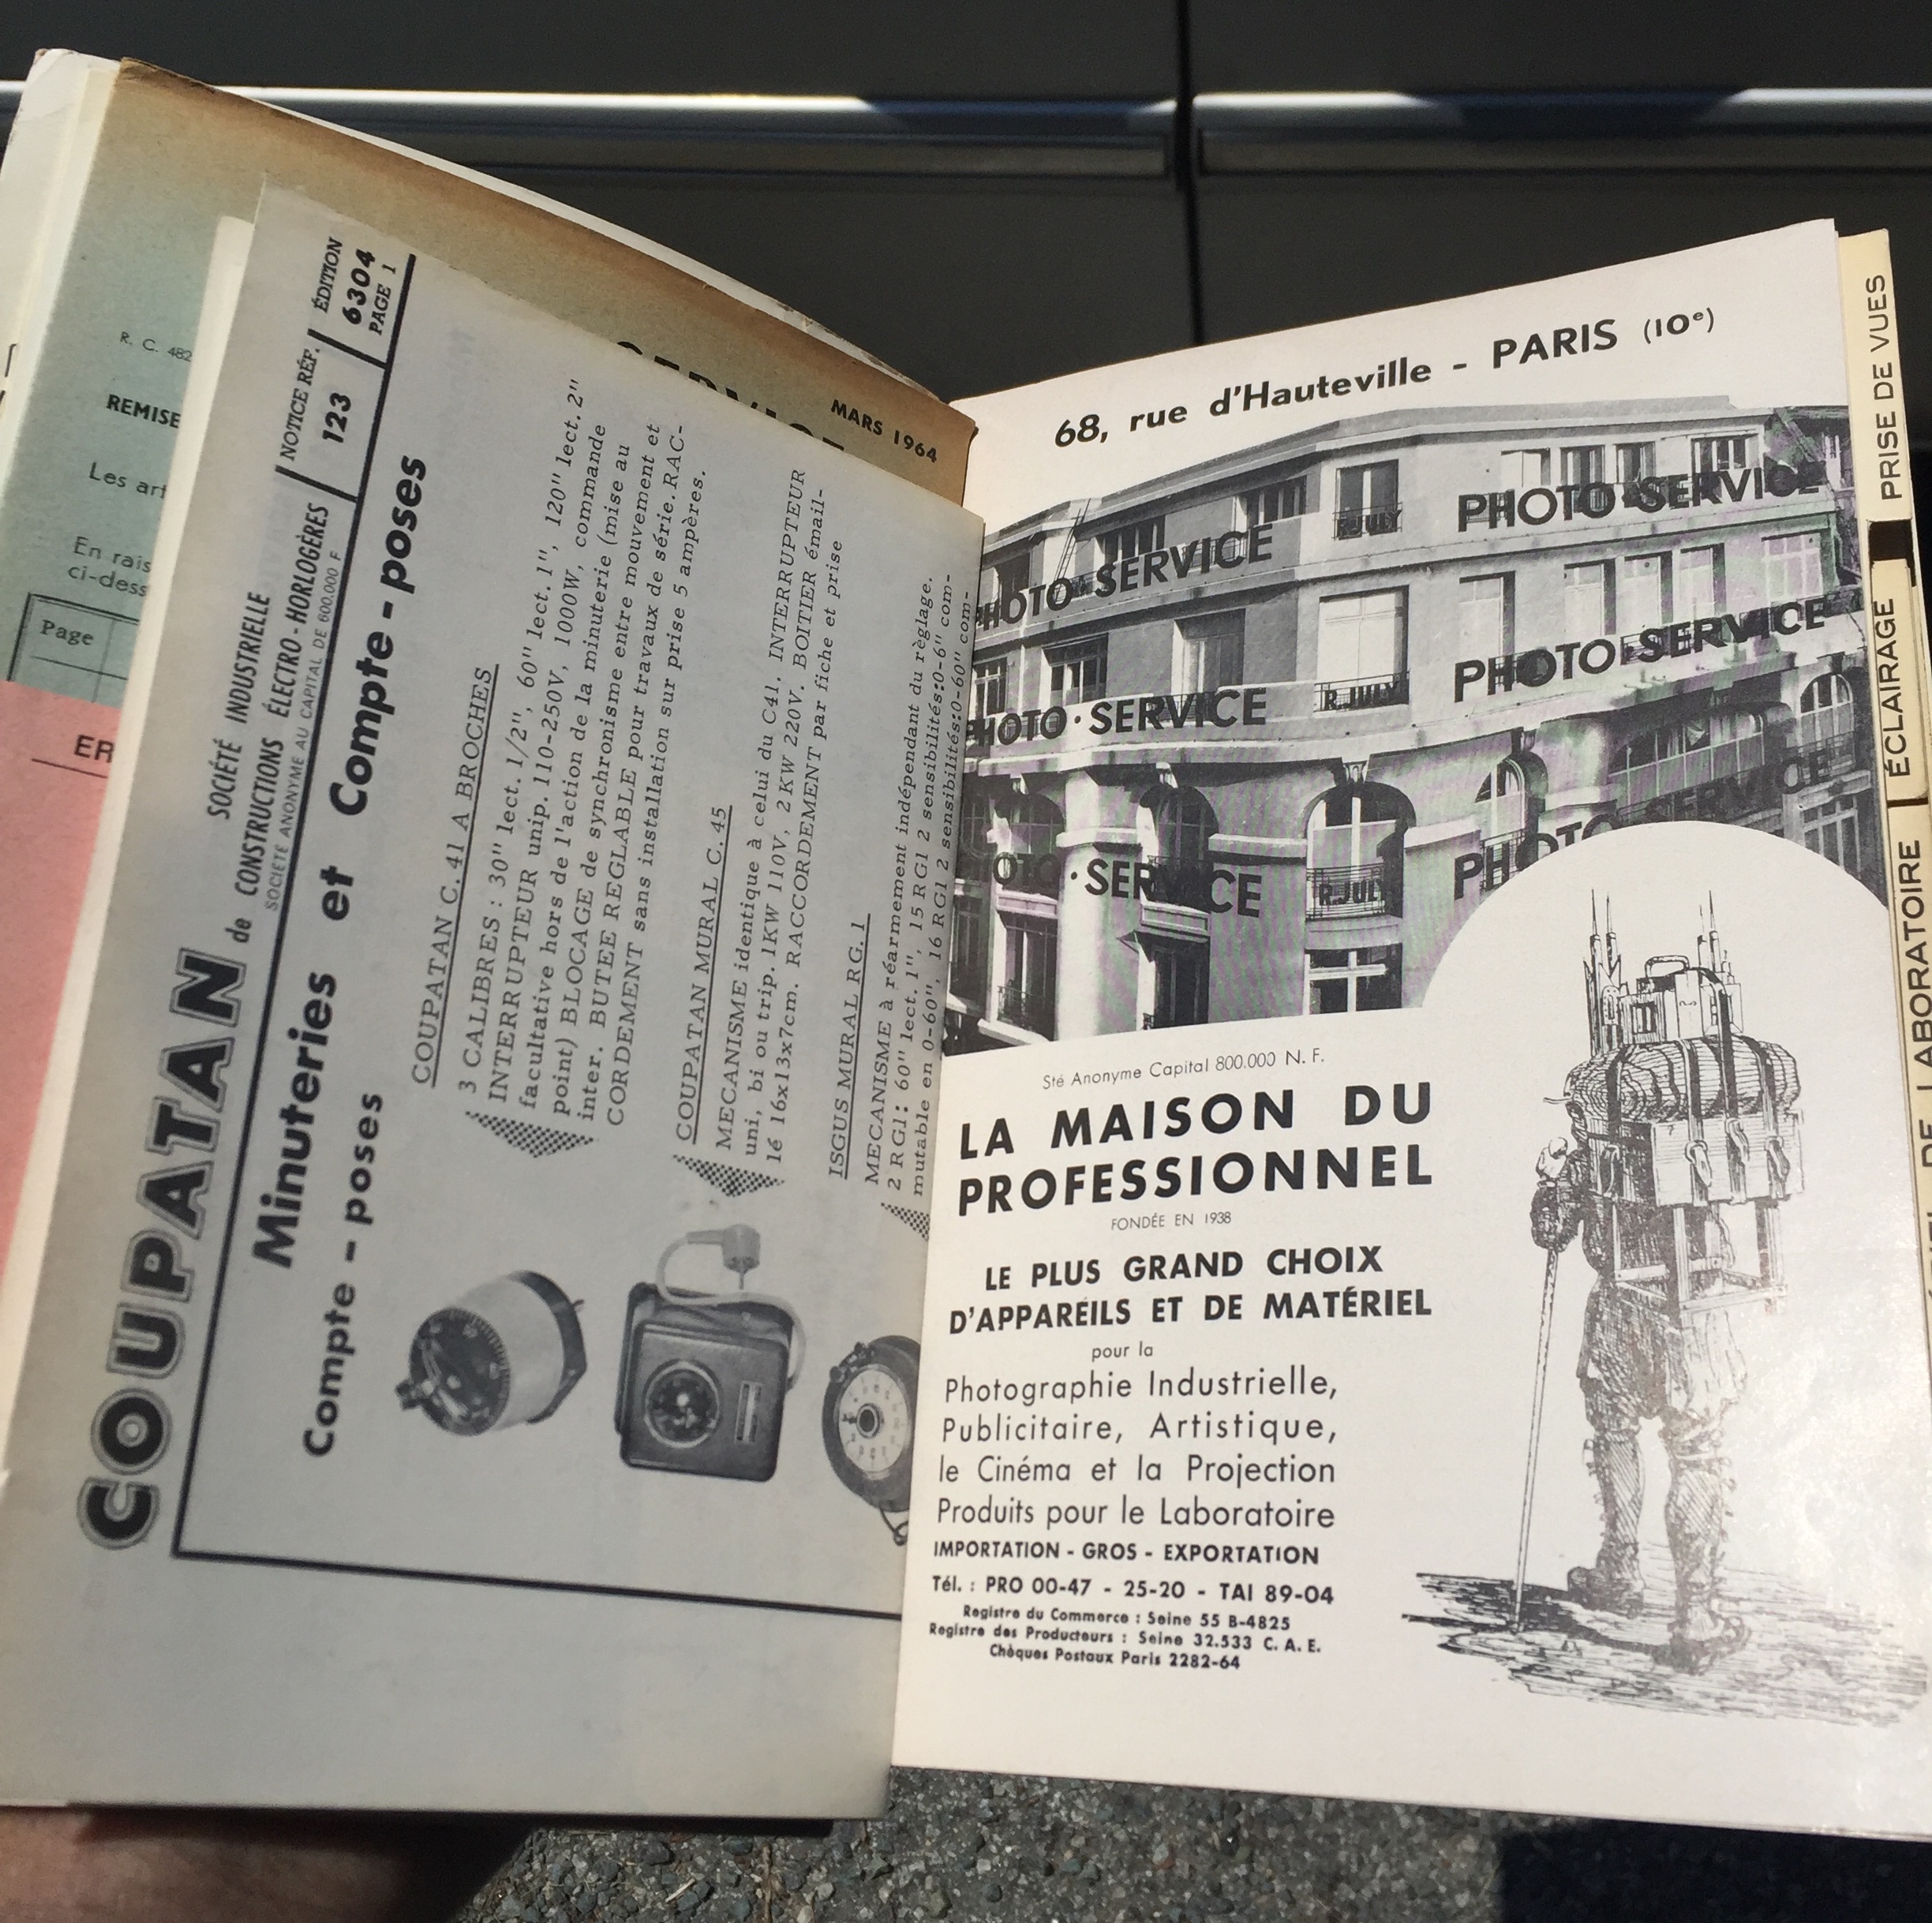 R. C. 482
REMISE
Les art
En rais
ci-dess
Page
ER
MARS 1964
COUPATAN
SOCIÉTÉ INDUSTRIELLE
de CONSTRUCTIONS ÉLECTRO-HORLOGÈRES
SOCIÉTÉ ANONYME AU CAPITAL DE 600.000 F
NOTICE RÉF.
123
ÉDITION
6304
PAGE 1
Minuteries et Compte-poses
Compte-poses
COUPATAN C. 41 A BROCHES
3 CALIBRES : 30" lect. 1/2", 60" lect. 1", 120" lect. 2"
INTERRUPTEUR unip. 110-250V, 1000W, commande
facultative hors de l'action de la minuterie (mise au
point) BLOCAGE de synchronisme entre mouvement et
inter. BUTEE REGLABLE pour travaux de série. RAC-
CORDEMENT sans installation sur prise 5 ampères.
COUPATAN MURAL C. 45
MECANISME identique à celui du C41. INTERRUPTEUR
uni, bi ou trip. 1KW 110V, 2 KW 220V. BOITIER émail-
lé 16x13x7cm. RACCORDEMENT par fiche et prise
ISGUS MURAL RG. 1
MECANISME à réarmement indépendant du règlage.
2 RG1: 60" lect. 1", 15 RG1 2 sensibilités:0-6" com-
mutable en 0-60", 16 RG1 2 sensibilités:0-60" com-
68, rue d'Hauteville - PARIS (10e)
PHOTO·SERVICE
R.JULY
PHOTO·SERVICE
PHOTO·SERVICE
R.JULY
PHOTO·SERVICE
PHOTO·SERVICE
R.JULY
PHOTO·SERVICE
Sté Anonyme Capital 800.000 N. F.
LA MAISON DU
PROFESSIONNEL
FONDÉE EN 1938
LE PLUS GRAND CHOIX
D'APPAREILS ET DE MATÉRIEL
pour la
Photographie Industrielle,
Publicitaire, Artistique,
le Cinéma et la Projection
Produits pour le Laboratoire
IMPORTATION - GROS - EXPORTATION
Tél. : PRO 00-47 - 25-20 - TAI 89-04
Registre du Commerce : Seine 55 B-4825
Registre des Producteurs : Seine 32.533 C. A. E.
Chèques Postaux Paris 2282-64
PRISE DE VUES
ÉCLAIRAGE
DE LABORATOIRE